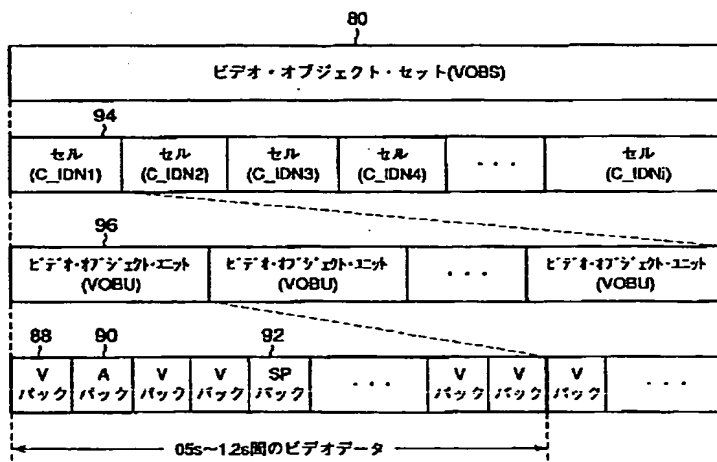 80
ビデオ・オブジェクト・セット(VOBS)
94
セル セル セル セル セル
(C_IDN1) (C_IDN2) (C_IDN3) (C_IDN4) ・・・ (C_IDNi)
96
ビデオ・オブジェクト・ユニット ビデオ・オブジェクト・ユニット ビデオ・オブジェクト・ユニット
(VOBU) (VOBU) ・・・ (VOBU)
88 90 92
V A V V SP V V V
パック パック パック パック パック ・・・ パック パック パック ・・・
05s~1.2s間のビデオデータ